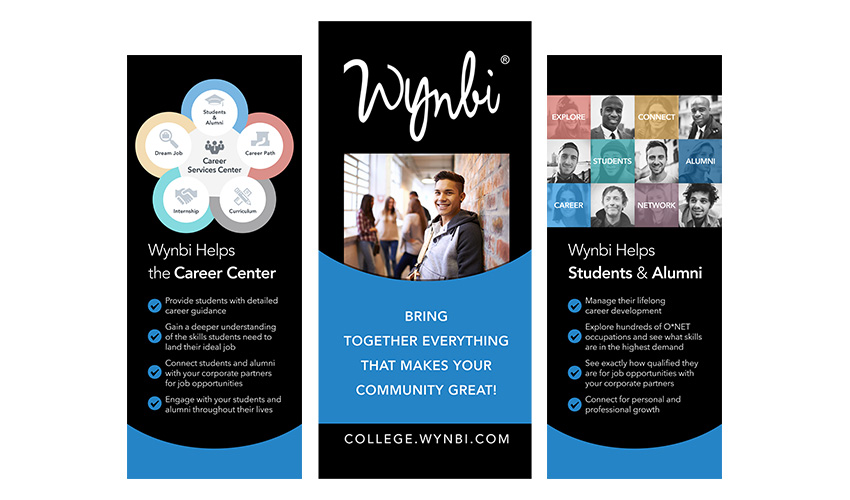 Students
&
Alumni
Dream Job
Career Path
Career
Services Center
Internship
Curriculum
Wynbi Helps
the Career Center
Provide students with detailed
career guidance
Gain a deeper understanding
of the skills students need to
land their ideal job
Connect students and alumni
with your corporate partners
for job opportunities
Engage with your students and
alumni throughout their lives
Wynbi®
BRING
TOGETHER EVERYTHING
THAT MAKES YOUR
COMMUNITY GREAT!
COLLEGE.WYNBI.COM
EXPLORE
CONNECT
STUDENTS
ALUMNI
CAREER
NETWORK
Wynbi Helps
Students & Alumni
Manage their lifelong
career development
Explore hundreds of O*NET
occupations and see what skills
are in the highest demand
See exactly how qualified they
are for job opportunities with
your corporate partners
Connect for personal and
professional growth